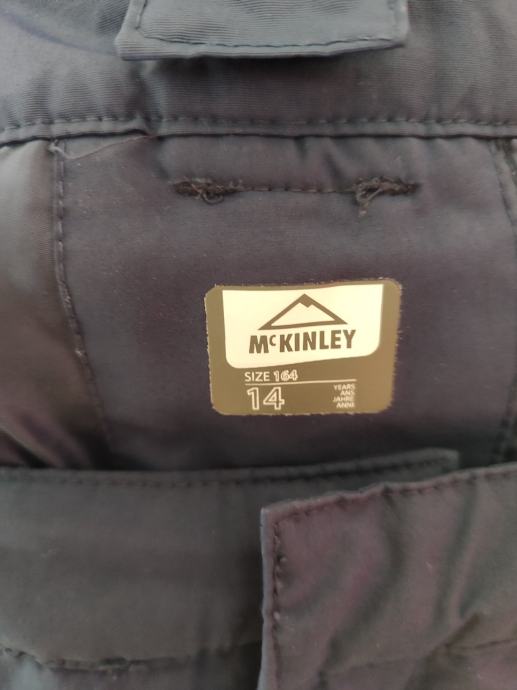 McKINLEY
SIZE 164
14
YEARS
ANS
JAHRE
ANNI